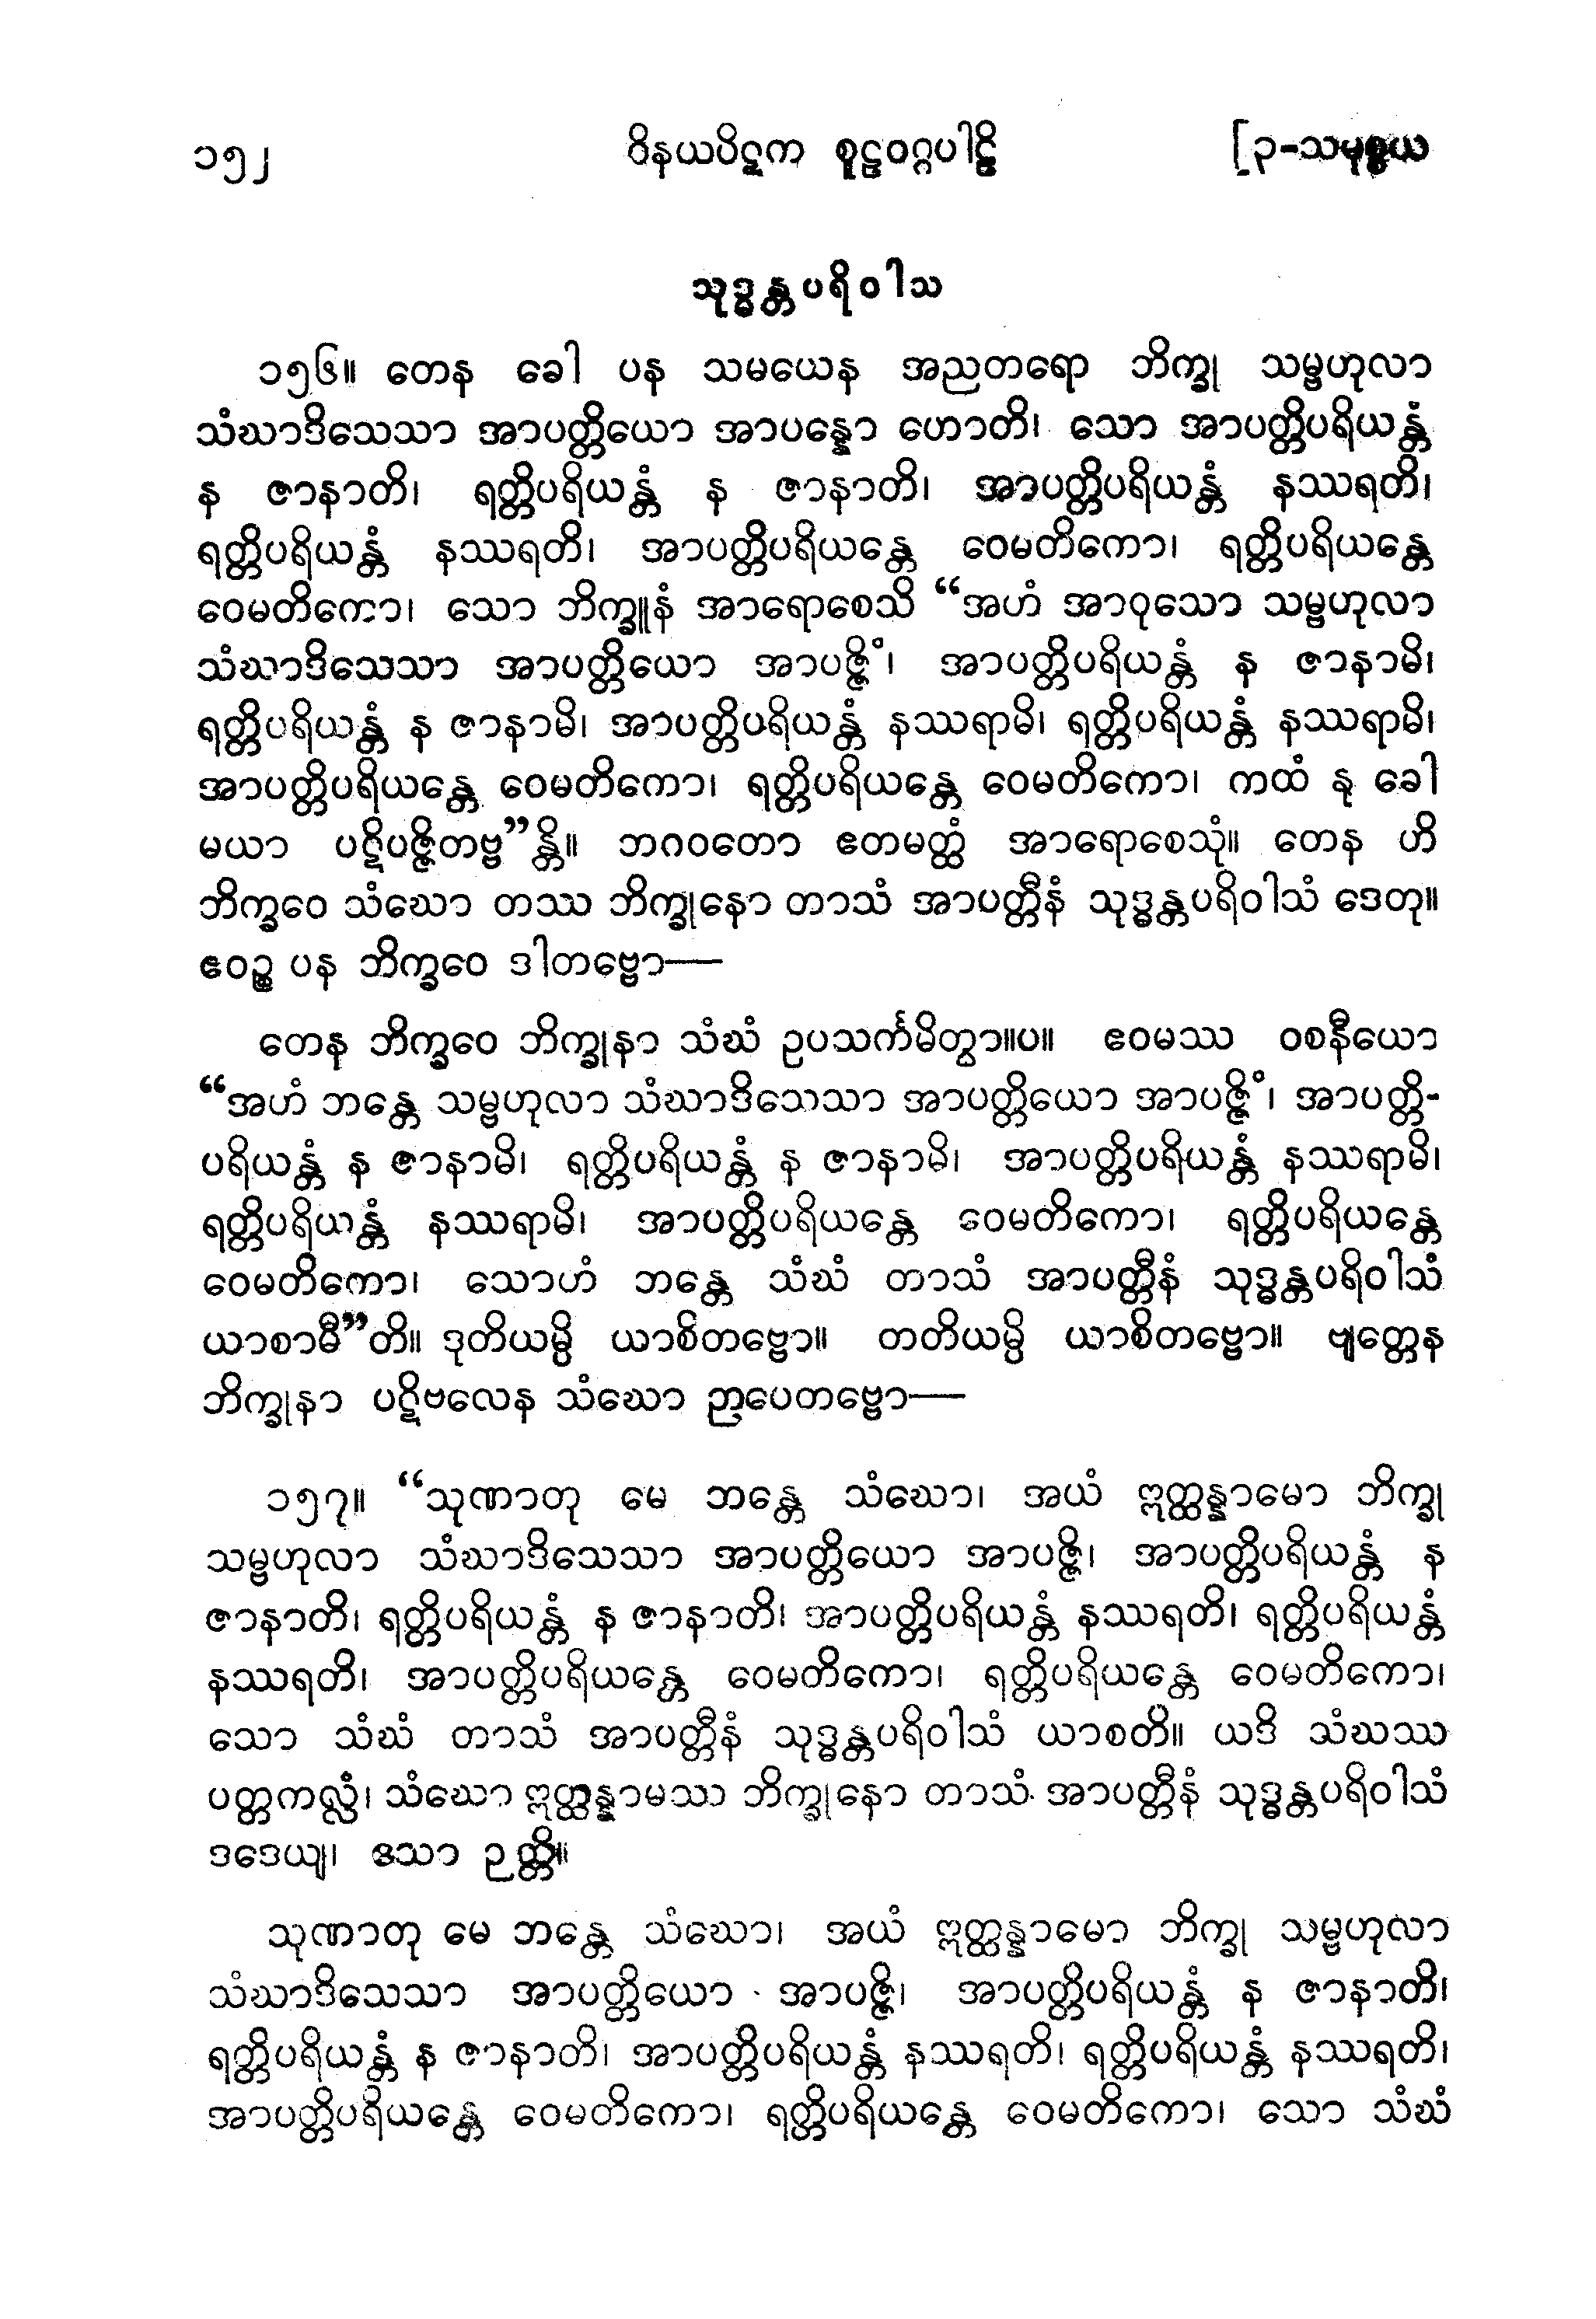 ၁၅၂ ဝိနယပိဋက စူဠဝဂ္ဂပါဠိ [၃-သမုစ္စယ
သုဒ္ဓန္တပရိဝါသ
၁၅၆။ တေန ခေါ ပန သမယေန အညတရော ဘိက္ခု သမ္ဗဟုလာ
သံဃာဒိသေသာ အာပတ္တိယော အာပန္နော ဟောတိ၊ သော အာပတ္တိပရိယန္တံ
န ဇာနာတိ၊ ရတ္တိပရိယန္တံ န ဇာနာတိ၊ အာပတ္တိပရိယန္တံ နဿရတိ၊
ရတ္တိပရိယန္တံ နဿရတိ၊ အာပတ္တိပရိယန္တေ ဝေမတိကော၊ ရတ္တိပရိယန္တေ
ဝေမတိကော၊ သော ဘိက္ခူနံ အာရောစေသိ “အဟံ အာဝုသော သမ္ဗဟုလာ
သံဃာဒိသေသာ အာပတ္တိယော အာပဇ္ဇိံ၊ အာပတ္တိပရိယန္တံ န ဇာနာမိ၊
ရတ္တိပရိယန္တံ န ဇာနာမိ၊ အာပတ္တိပရိယန္တံ နဿရာမိ၊ ရတ္တိပရိယန္တံ နဿရာမိ၊
အာပတ္တိပရိယန္တေ ဝေမတိကော၊ ရတ္တိပရိယန္တေ ဝေမတိကော၊ ကထံ နု ခေါ
မယာ ပဋိပဇ္ဇိတဗ္ဗ”န္တိ။ ဘဂဝတော ဧတမတ္ထံ အာရောစေသုံ။ တေန ဟိ
ဘိက္ခဝေ သံဃော တဿ ဘိက္ခုနော တာသံ အာပတ္တီနံ သုဒ္ဓန္တပရိဝါသံ ဒေတု။
ဧဝဉ္စ ပန ဘိက္ခဝေ ဒါတဗ္ဗော—
တေန ဘိက္ခဝေ ဘိက္ခုနာ သံဃံ ဥပသင်္ကမိတွာ။ပ။ ဧဝမဿ ဝစနီယော
“အဟံ ဘန္တေ သမ္ဗဟုလာ သံဃာဒိသေသာ အာပတ္တိယော အာပဇ္ဇိံ၊ အာပတ္တိ-
ပရိယန္တံ န ဇာနာမိ၊ ရတ္တိပရိယန္တံ န ဇာနာမိ၊ အာပတ္တိပရိယန္တံ နဿရာမိ၊
ရတ္တိပရိယန္တံ နဿရာမိ၊ အာပတ္တိပရိယန္တေ ဝေမတိကော၊ ရတ္တိပရိယန္တေ
ဝေမတိကော၊ သောဟံ ဘန္တေ သံဃံ တာသံ အာပတ္တီနံ သုဒ္ဓန္တပရိဝါသံ
ယာစာမီ”တိ။ ဒုတိယမ္ပိ ယာစိတဗ္ဗော။ တတိယမ္ပိ ယာစိတဗ္ဗော။ ဗျတ္တေန
ဘိက္ခုနာ ပဋိဗလေန သံဃော ဉာပေတဗ္ဗော—
၁၅၇။ “သုဏာတု မေ ဘန္တေ သံဃော၊ အယံ ဣတ္ထန္နာမော ဘိက္ခု
သမ္ဗဟုလာ သံဃာဒိသေသာ အာပတ္တိယော အာပဇ္ဇိ၊ အာပတ္တိပရိယန္တံ န
ဇာနာတိ၊ ရတ္တိပရိယန္တံ န ဇာနာတိ၊ အာပတ္တိပရိယန္တံ နဿရတိ၊ ရတ္တိပရိယန္တံ
နဿရတိ၊ အာပတ္တိပရိယန္တေ ဝေမတိကော၊ ရတ္တိပရိယန္တေ ဝေမတိကော၊
သော သံဃံ တာသံ အာပတ္တီနံ သုဒ္ဓန္တပရိဝါသံ ယာစတိ။ ယဒိ သံဃဿ
ပတ္တကလ္လံ၊ သံဃော ဣတ္ထန္နာမဿ ဘိက္ခုနော တာသံ အာပတ္တီနံ သုဒ္ဓန္တပရိဝါသံ
ဒဒေယျ၊ ဧသာ ဉတ္တိ။
သုဏာတု မေ ဘန္တေ သံဃော၊ အယံ ဣတ္ထန္နာမော ဘိက္ခု သမ္ဗဟုလာ
သံဃာဒိသေသာ အာပတ္တိယော အာပဇ္ဇိ၊ အာပတ္တိပရိယန္တံ န ဇာနာတိ၊
ရတ္တိပရိယန္တံ န ဇာနာတိ၊ အာပတ္တိပရိယန္တံ နဿရတိ၊ ရတ္တိပရိယန္တံ နဿရတိ၊
အာပတ္တိပရိယန္တေ ဝေမတိကော၊ ရတ္တိပရိယန္တေ ဝေမတိကော၊ သော သံဃံ